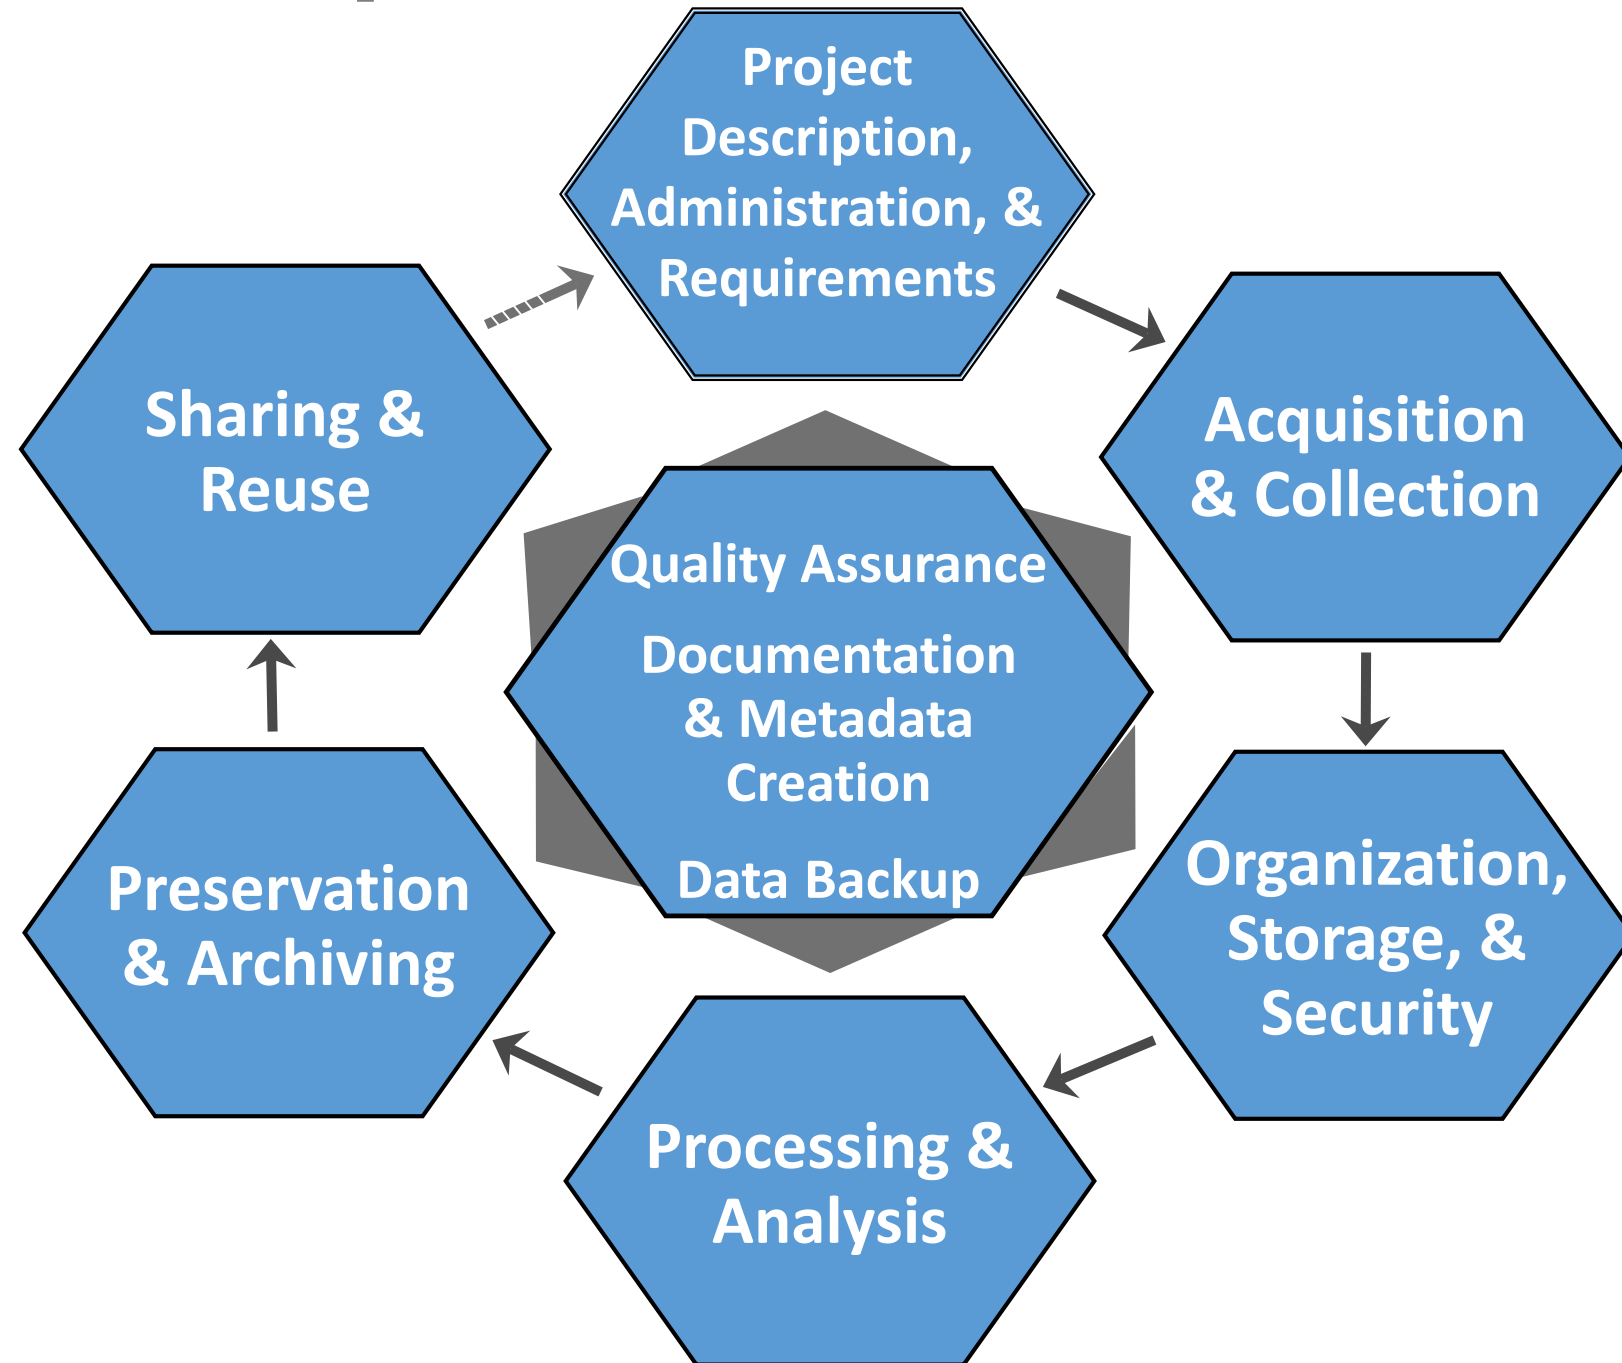 Project
Description,
Administration, &
Requirements
Acquisition
& Collection
Organization,
Storage, &
Security
Processing &
Analysis
Preservation
& Archiving
Sharing &
Reuse
Quality Assurance
Documentation
& Metadata
Creation
Data Backup